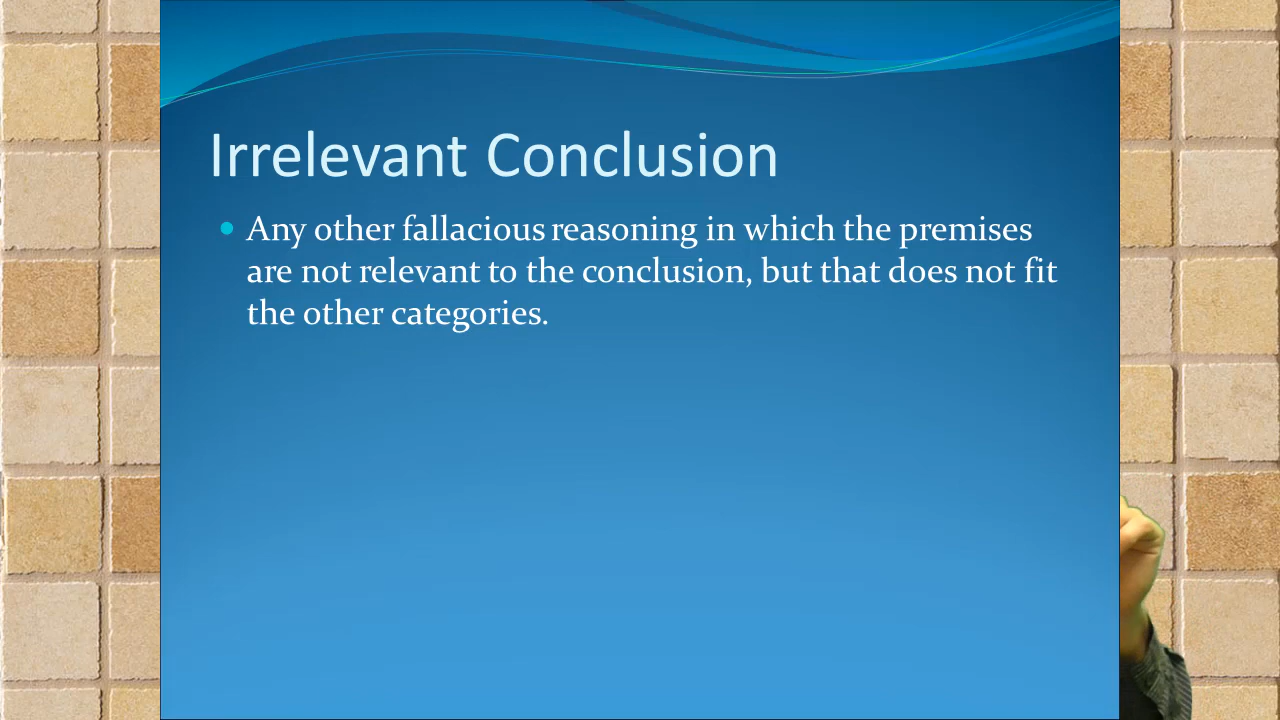 Irrelevant Conclusion
Any other fallacious reasoning in which the premises
are not relevant to the conclusion, but that does not fit
the other categories.